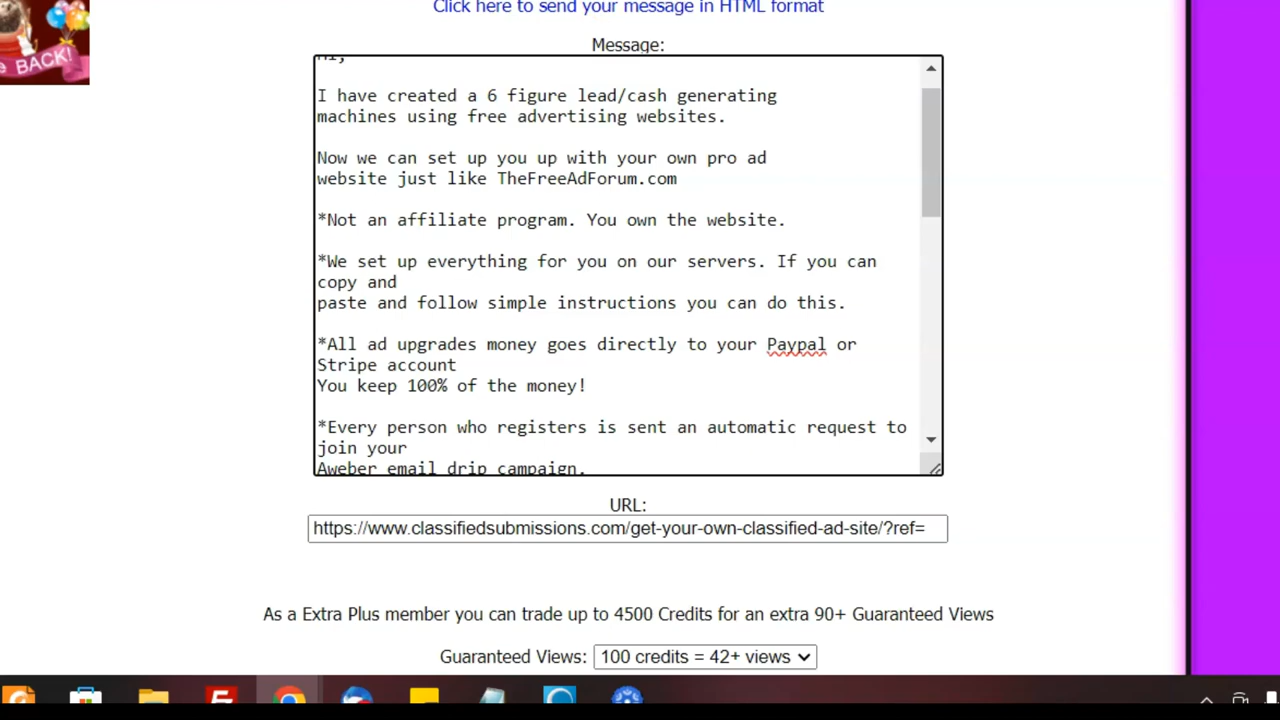 Click here to send your message in HTML format
BACK!
Message:
Hi,
I have created a 6 figure lead/cash generating
machines using free advertising websites.
Now we can set up you up with your own pro ad
website just like TheFreeAdForum.com
*Not an affiliate program. You own the website.
*We set up everything for you on our servers. If you can
copy and
paste and follow simple instructions you can do this.
*All ad upgrades money goes directly to your Paypal or
Stripe account
You keep 100% of the money!
*Every person who registers is sent an automatic request to
join your
Aweber email drip campaign.
URL:
https://www.classifiedsubmissions.com/get-your-own-classified-ad-site/?ref=
As a Extra Plus member you can trade up to 4500 Credits for an extra 90+ Guaranteed Views
Guaranteed Views: 100 credits = 42+ views